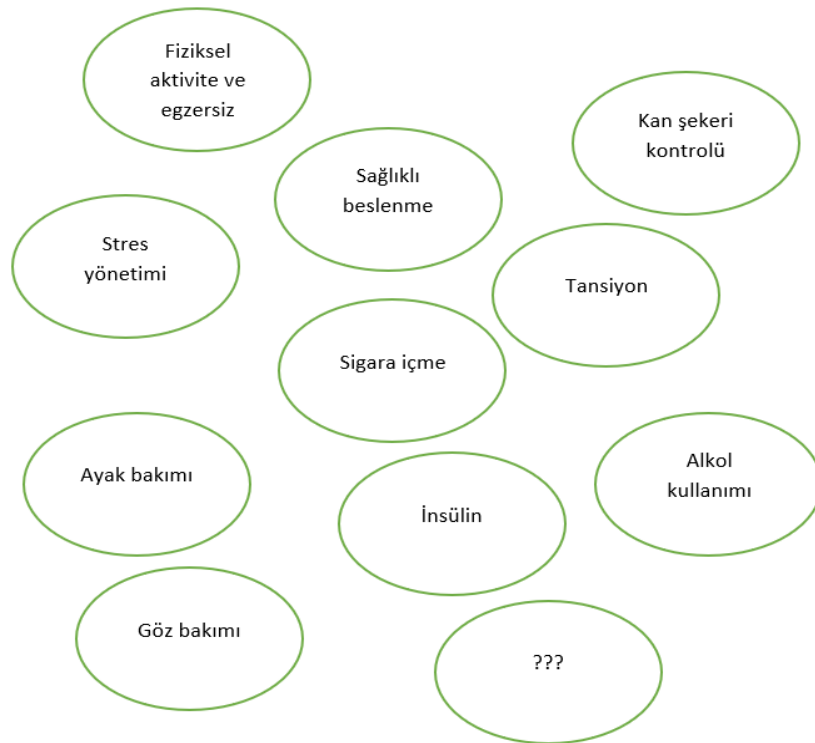 Fiziksel
aktivite ve
egzersiz
Kan şekeri
kontrolü
Sağlıklı
beslenme
Stres
yönetimi
Tansiyon
Sigara içme
Ayak bakımı
Alkol
kullanımı
İnsülin
Göz bakımı
???